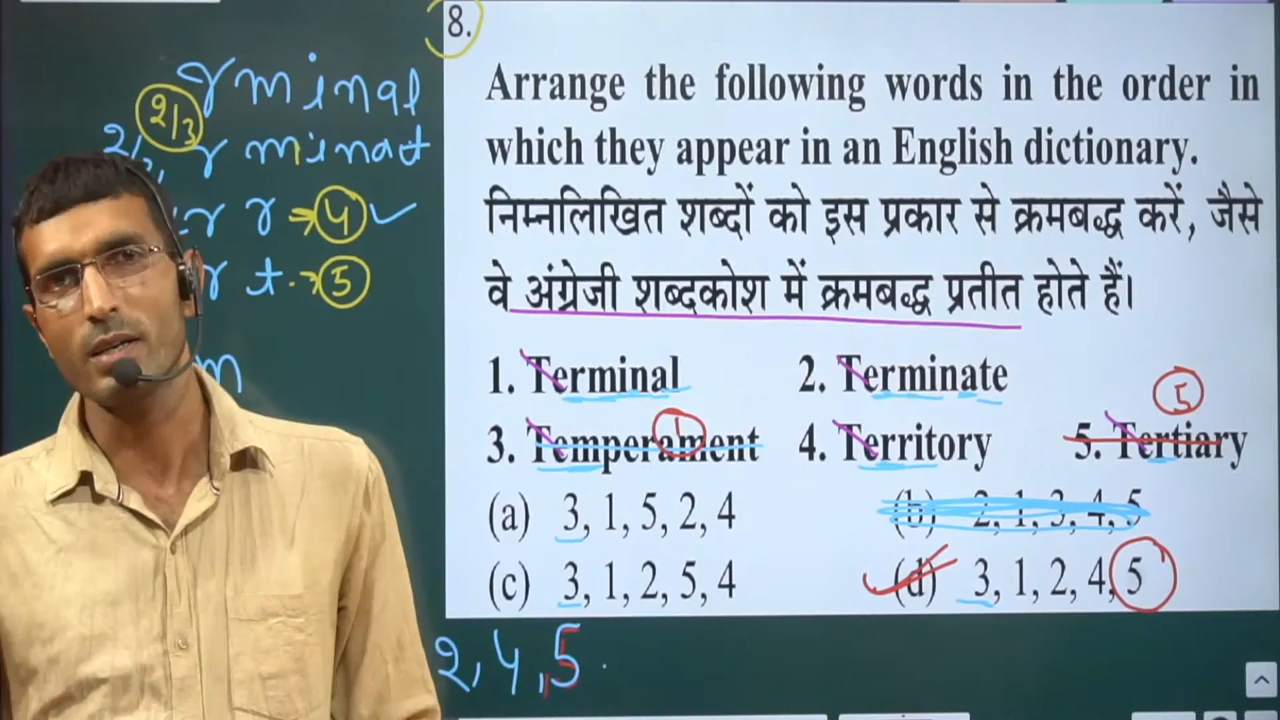 8.
Arrange the following words in the order in
which they appear in an English dictionary.
निम्नलिखित शब्दों को इस प्रकार से क्रमबद्ध करें, जैसे
वे अंग्रेजी शब्दकोश में क्रमबद्ध प्रतीत होते हैं।
1. Terminal 2. Terminate
3. Temperament 4. Territory 5. Tertiary
(a) 3, 1, 5, 2, 4 (b) 2, 1, 3, 4, 5
(c) 3, 1, 2, 5, 4 (d) 3, 1, 2, 4, 5
rminal
2/3
rminat
r → 4
r t → 5
m
1
5
2, 4, 5